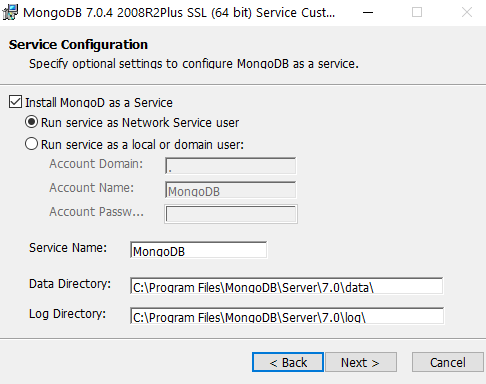 MongoDB 7.0.4 2008R2Plus SSL (64 bit) Service Cust...
Service Configuration
Specify optional settings to configure MongoDB as a service.
Install MongoD as a Service
Run service as Network Service user
Run service as a local or domain user:
Account Domain: .
Account Name: MongoDB
Account Passw...
Service Name: MongoDB
Data Directory: C:\Program Files\MongoDB\Server\7.0\data\
Log Directory: C:\Program Files\MongoDB\Server\7.0\log\
< Back Next > Cancel